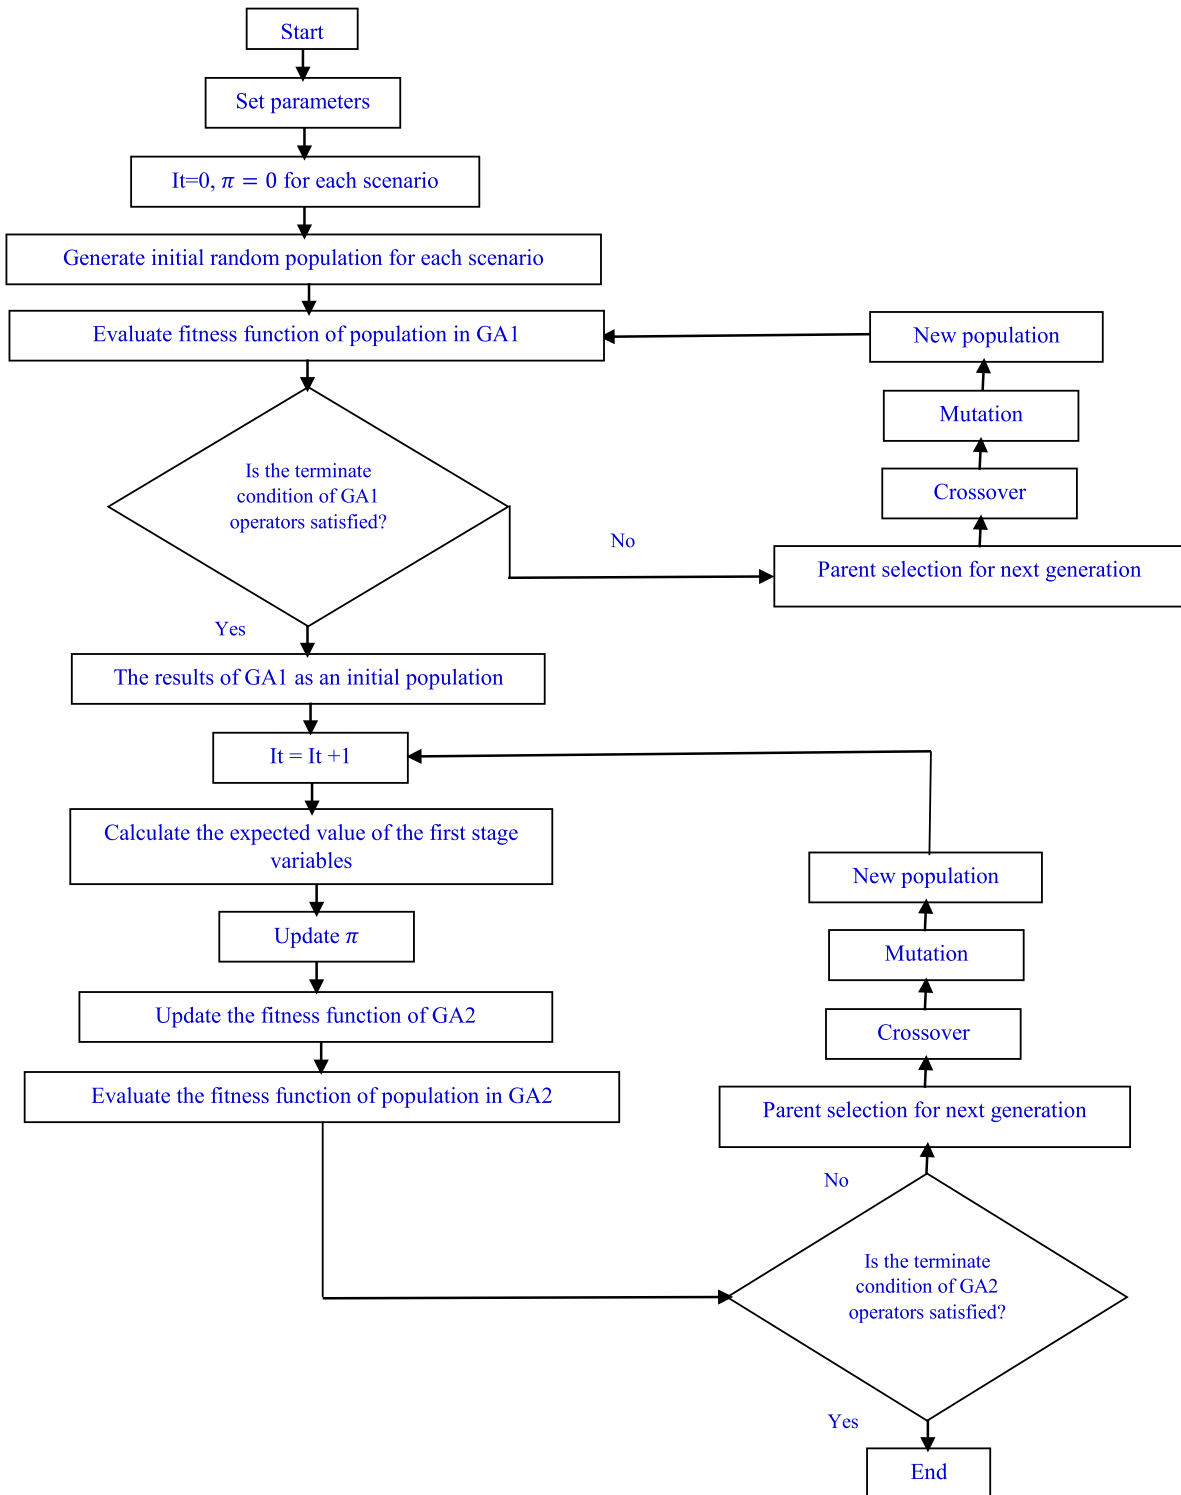 Start
Set parameters
It=0, π = 0 for each scenario
Generate initial random population for each scenario
Evaluate fitness function of population in GA1
New population
Mutation
Crossover
Parent selection for next generation
Is the terminate
condition of GA1
operators satisfied?
No
Yes
The results of GA1 as an initial population
It = It +1
Calculate the expected value of the first stage
variables
Update π
Update the fitness function of GA2
Evaluate the fitness function of population in GA2
New population
Mutation
Crossover
Parent selection for next generation
No
Is the terminate
condition of GA2
operators satisfied?
Yes
End